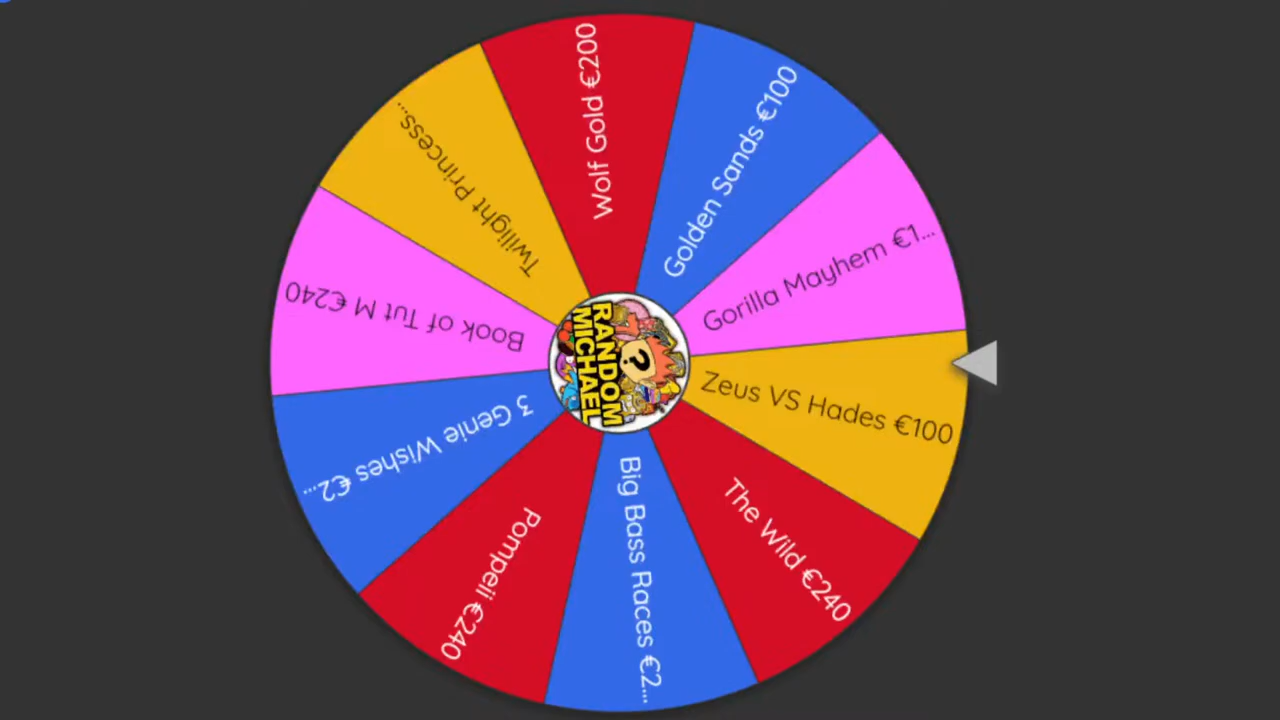 Wolf Gold €200
Golden Sands €100
Gorilla Mayhem €1...
Zeus VS Hades €100
The Wild €240
Big Bass Races €2...
Pompeii €240
3 Genie Wishes €2...
Book of Tut M €240
Twilight Princess...
RANDOM
MICHAEL
?